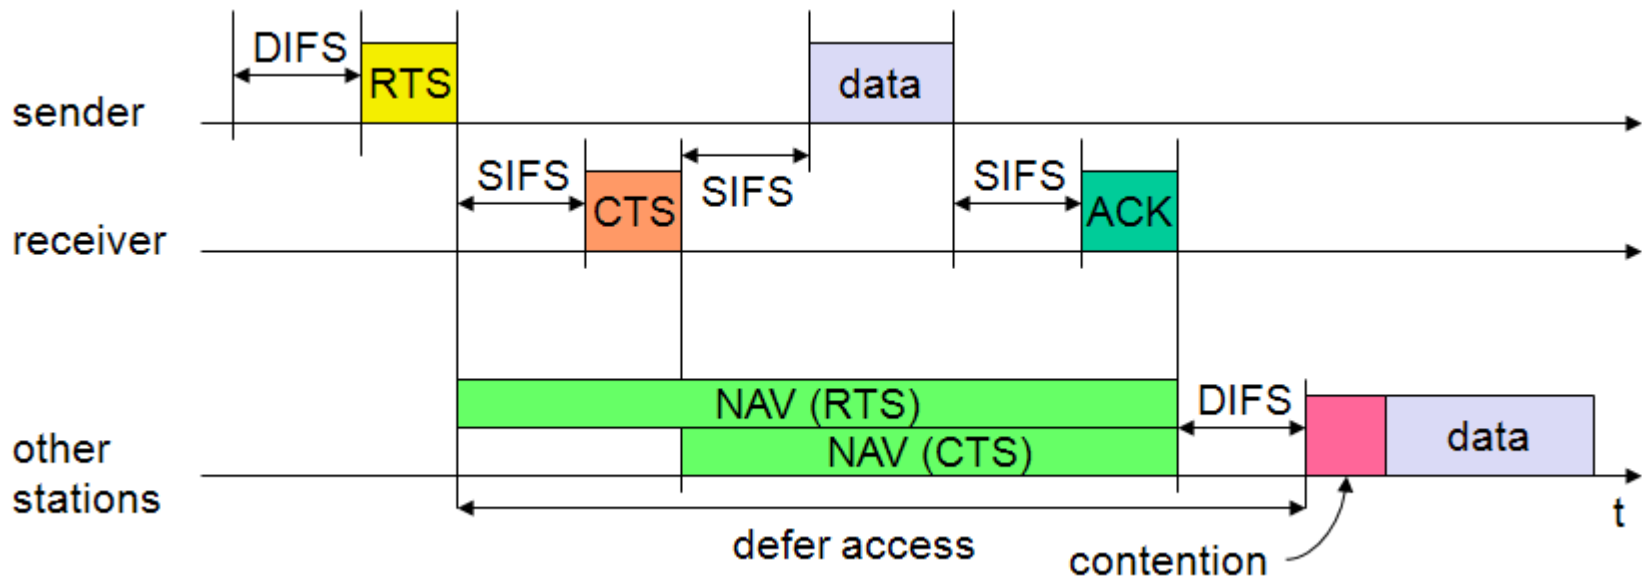 DIFS
RTS
data
sender
SIFS
CTS
SIFS
SIFS
ACK
receiver
NAV (RTS)
DIFS
NAV (CTS)
data
other
stations
t
defer access
contention